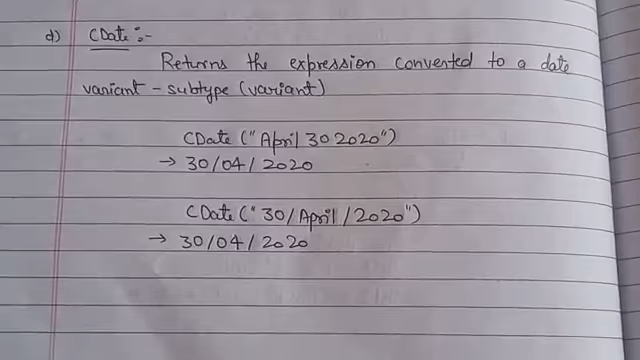 d) CDate :-
Returns the expression converted to a date
variant - subtype (variant)
CDate ("April 30 2020")
→ 30/04/2020
CDate (" 30/April/2020")
→ 30/04/2020